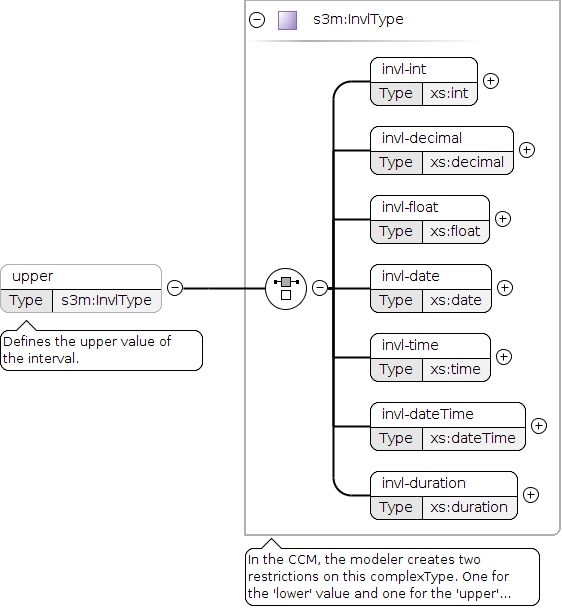 s3m:InvlType
invl-int
Type xs:int
invl-decimal
Type xs:decimal
invl-float
Type xs:float
upper
Type s3m:InvlType
Defines the upper value of
the interval.
invl-date
Type xs:date
invl-time
Type xs:time
invl-dateTime
Type xs:dateTime
invl-duration
Type xs:duration
In the CCM, the modeler creates two
restrictions on this complexType. One for
the 'lower' value and one for the 'upper'...